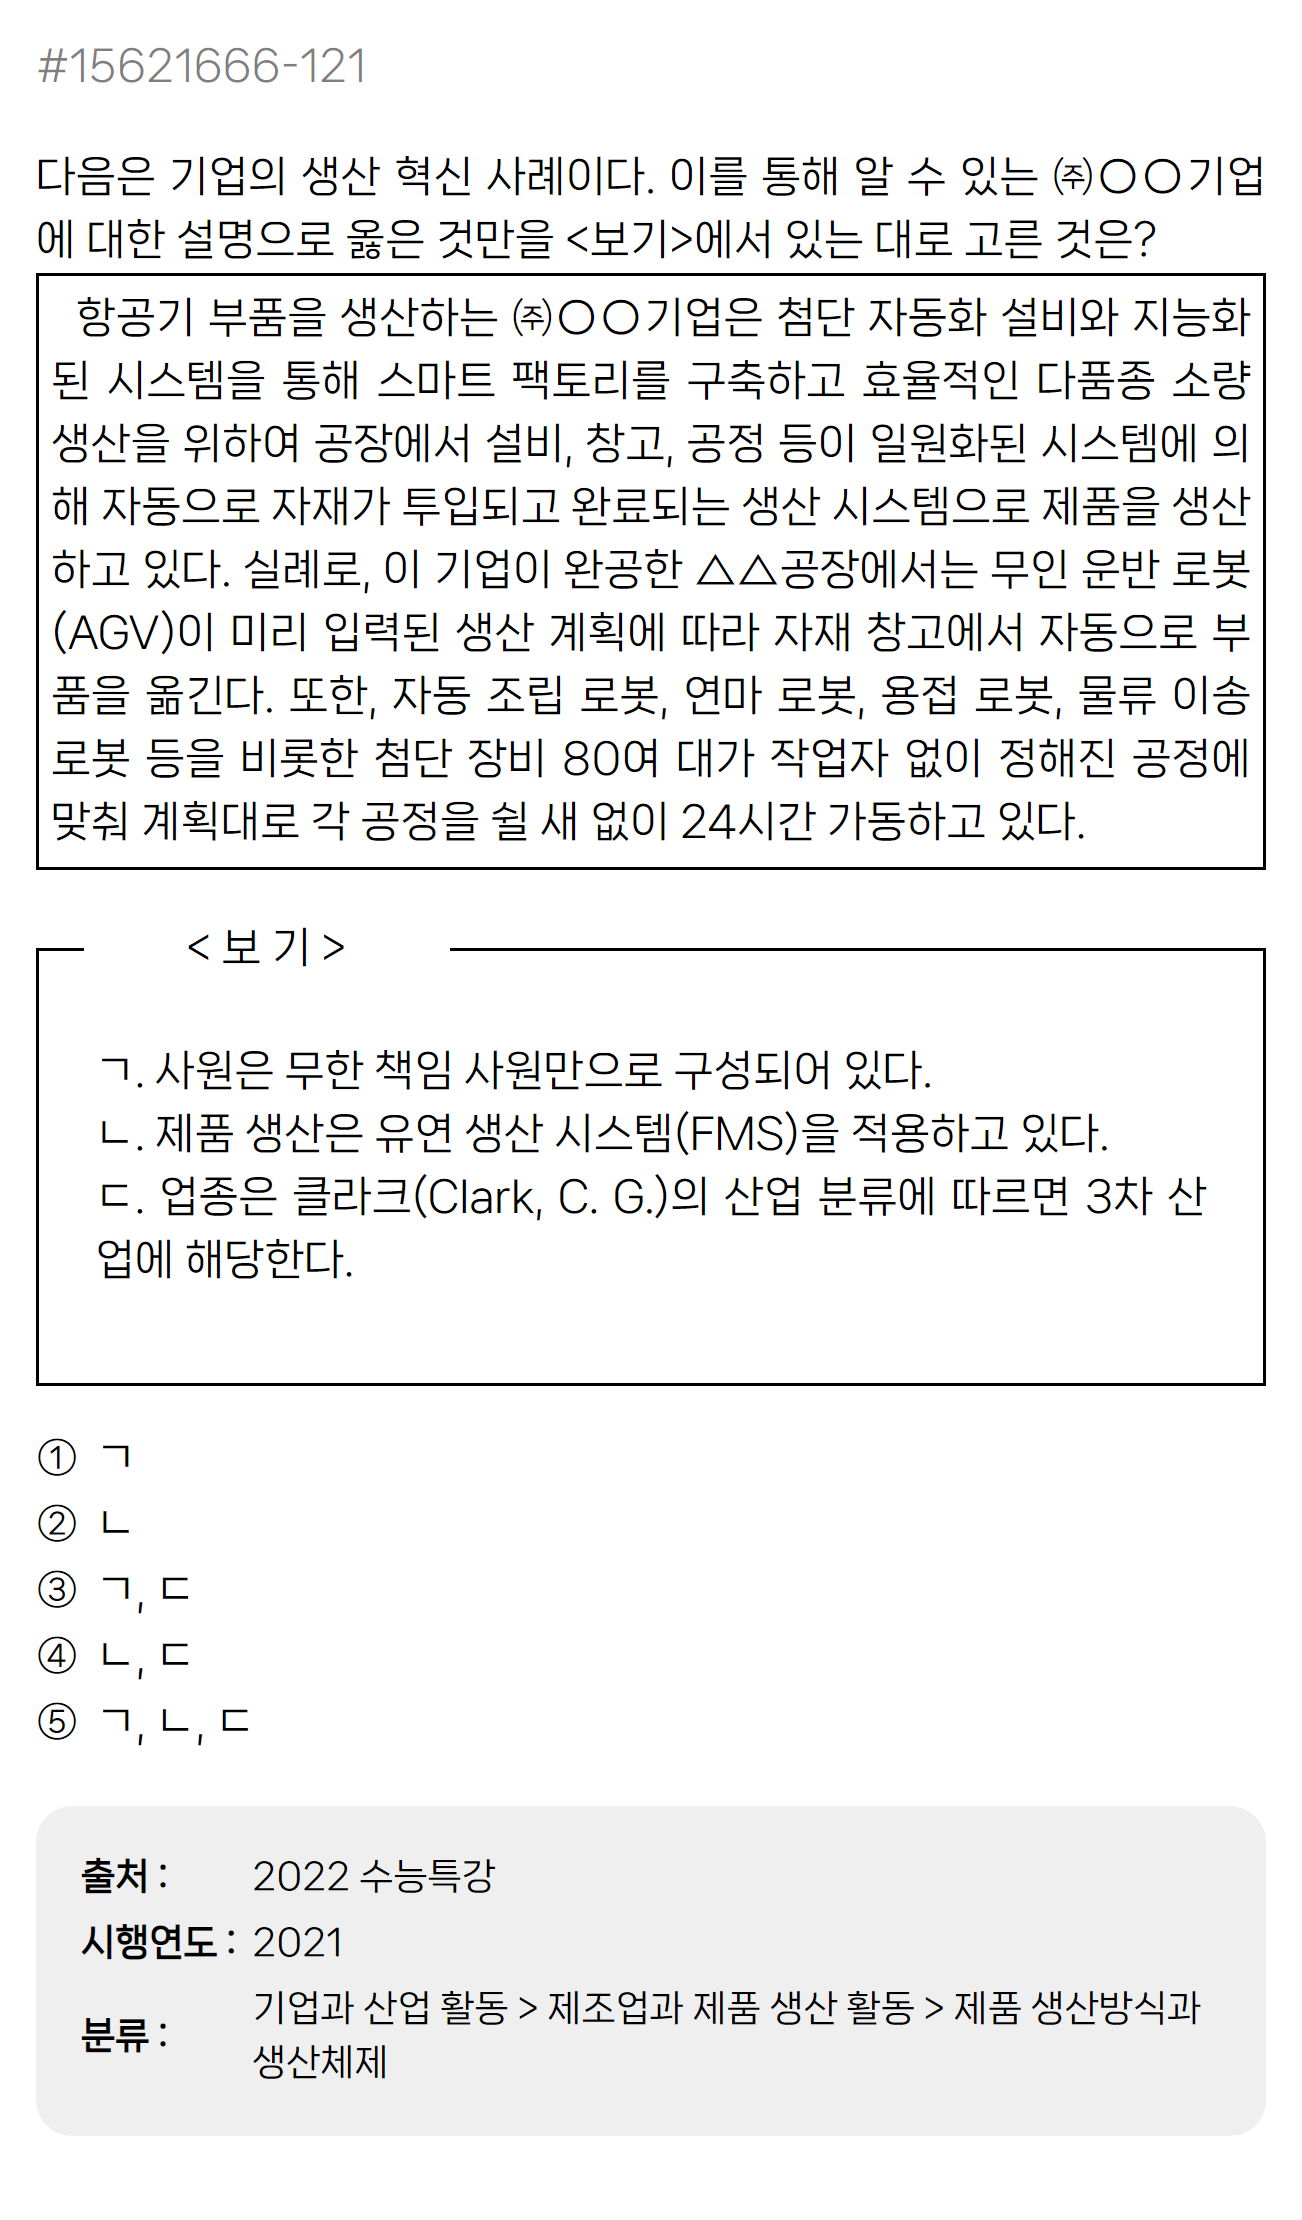 #15621666-121
다음은 기업의 생산 혁신 사례이다. 이를 통해 알 수 있는 ㈜〇〇기업
에 대한 설명으로 옳은 것만을 <보기>에서 있는 대로 고른 것은?
항공기 부품을 생산하는 ㈜〇〇기업은 첨단 자동화 설비와 지능화
된 시스템을 통해 스마트 팩토리를 구축하고 효율적인 다품종 소량
생산을 위하여 공장에서 설비, 창고, 공정 등이 일원화된 시스템에 의
해 자동으로 자재가 투입되고 완료되는 생산 시스템으로 제품을 생산
하고 있다. 실례로, 이 기업이 완공한 △△공장에서는 무인 운반 로봇
(AGV)이 미리 입력된 생산 계획에 따라 자재 창고에서 자동으로 부
품을 옮긴다. 또한, 자동 조립 로봇, 연마 로봇, 용접 로봇, 물류 이송
로봇 등을 비롯한 첨단 장비 80여 대가 작업자 없이 정해진 공정에
맞춰 계획대로 각 공정을 쉴 새 없이 24시간 가동하고 있다.
< 보 기 >
ㄱ. 사원은 무한 책임 사원만으로 구성되어 있다.
ㄴ. 제품 생산은 유연 생산 시스템(FMS)을 적용하고 있다.
ㄷ. 업종은 클라크(Clark, C. G.)의 산업 분류에 따르면 3차 산
업에 해당한다.
① ㄱ
② ㄴ
③ ㄱ, ㄷ
④ ㄴ, ㄷ
⑤ ㄱ, ㄴ, ㄷ
출처 : 2022 수능특강
시행연도 : 2021
분류 : 기업과 산업 활동 > 제조업과 제품 생산 활동 > 제품 생산방식과
생산체제